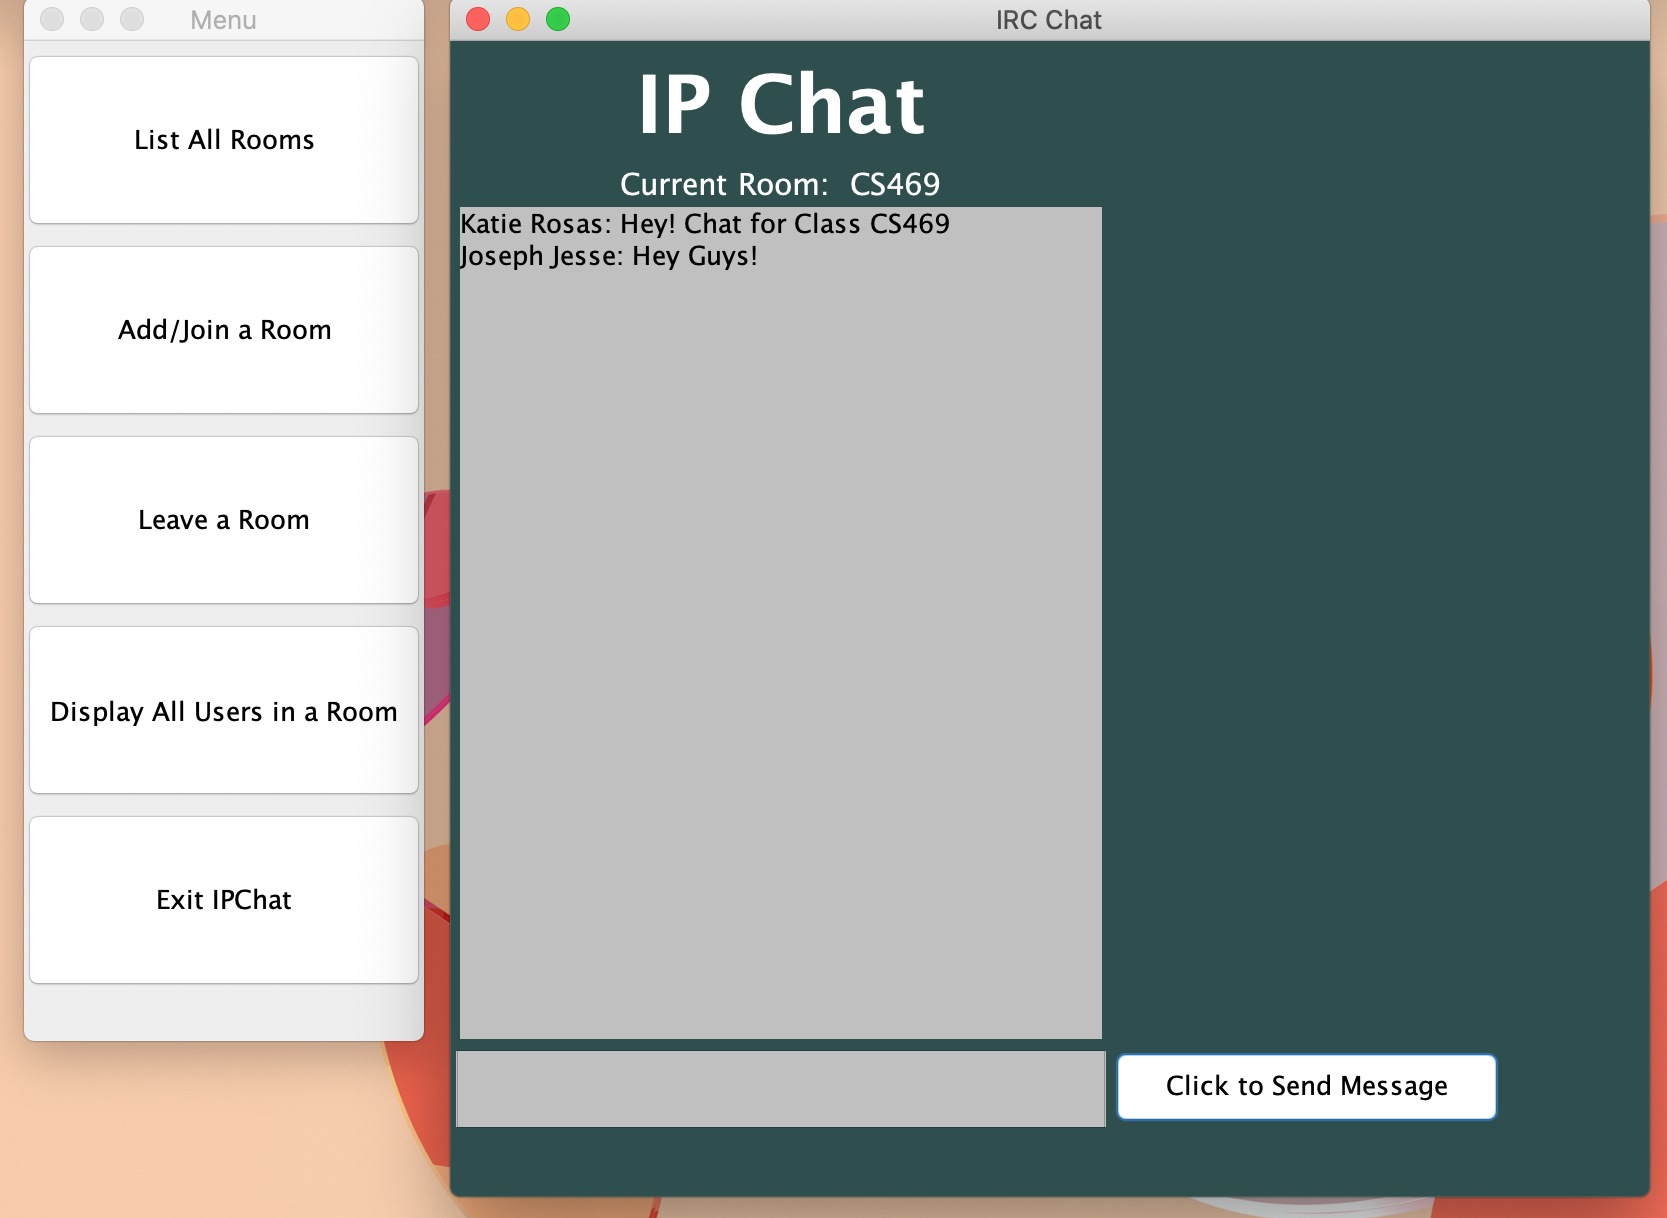 Menu
List All Rooms
Add/Join a Room
Leave a Room
Display All Users in a Room
Exit IPChat
IRC Chat
IP Chat
Current Room:  CS469
Katie Rosas: Hey! Chat for Class CS469
Joseph Jesse: Hey Guys!
Click to Send Message